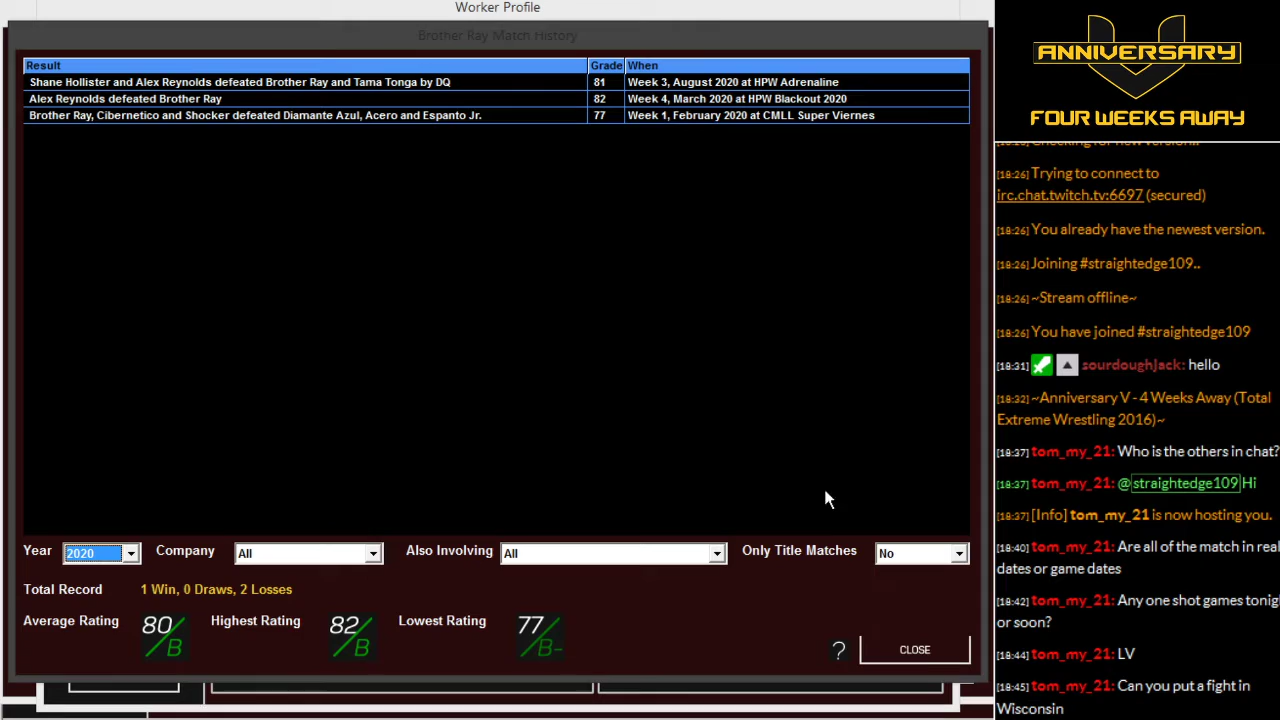 Worker Profile
Brother Ray Match History
Result Grade When
Shane Hollister and Alex Reynolds defeated Brother Ray and Tama Tonga by DQ 81 Week 3, August 2020 at HPW Adrenaline
Alex Reynolds defeated Brother Ray 82 Week 4, March 2020 at HPW Blackout 2020
Brother Ray, Cibernetico and Shocker defeated Diamante Azul, Acero and Espanto Jr. 77 Week 1, February 2020 at CMLL Super Viernes
Year 2020 Company All Also Involving All Only Title Matches No
Total Record 1 Win, 0 Draws, 2 Losses
Average Rating 80/B Highest Rating 82/B Lowest Rating 77/B-
? CLOSE
ANNIVERSARY
V
FOUR WEEKS AWAY
[18:26] Checking for new version..
[18:26] Trying to connect to
irc.chat.twitch.tv:6697 (secured)
[18:26] You already have the newest version.
[18:26] Joining #straightedge109..
[18:26] ~Stream offline~
[18:26] You have joined #straightedge109
[18:31] sourdoughjack: hello
[18:32] ~Anniversary V - 4 Weeks Away (Total
Extreme Wrestling 2016)~
[18:37] tom_my_21: Who is the others in chat?
[18:37] tom_my_21: @straightedge109 Hi
[18:37] [Info] tom_my_21 is now hosting you.
[18:40] tom_my_21: Are all of the match in real
dates or game dates
[18:42] tom_my_21: Any one shot games tonig
or soon?
[18:44] tom_my_21: LV
[18:45] tom_my_21: Can you put a fight in
Wisconsin